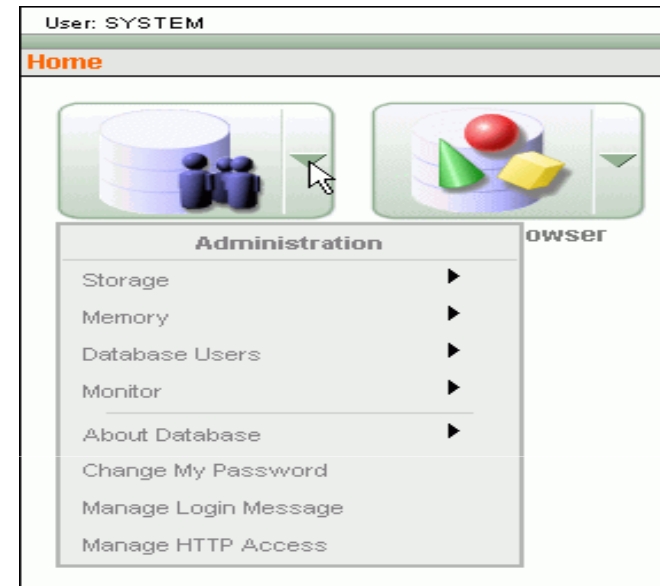 User: SYSTEM
Home
owser
Administration
Storage
Memory
Database Users
Monitor
About Database
Change My Password
Manage Login Message
Manage HTTP Access